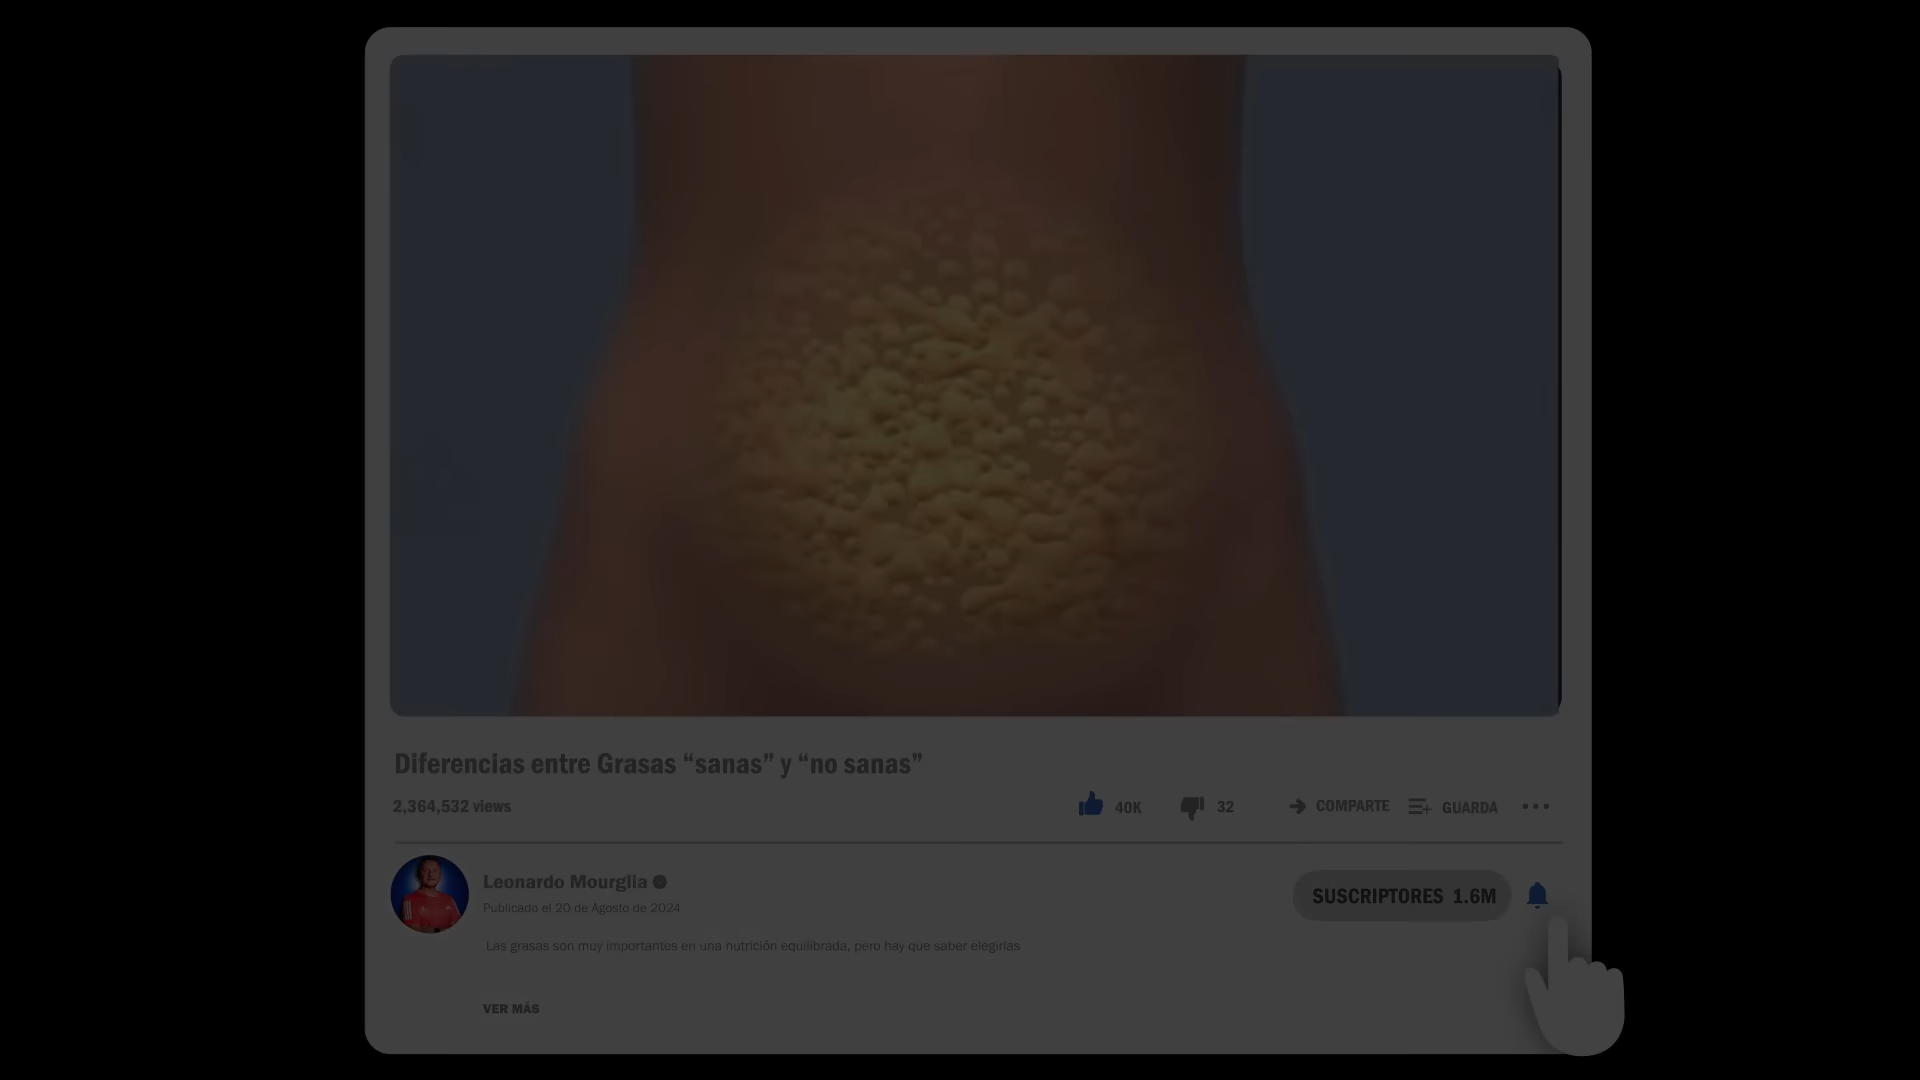 Diferencias entre Grasas “sanas” y “no sanas”
2,364,532 views
40K
32
COMPARTE
GUARDA
Leonardo Mourglia
Publicado el 20 de Agosto de 2024
SUSCRIPTORES 1.6M
Las grasas son muy importantes en una nutrición equilibrada, pero hay que saber elegirlas
VER MÁS